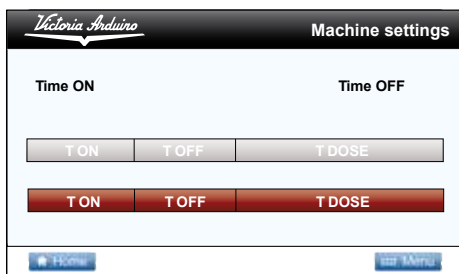 Victoria Arduino
Machine settings
Time ON Time OFF
T ON T OFF T DOSE
T ON T OFF T DOSE
Home Menu